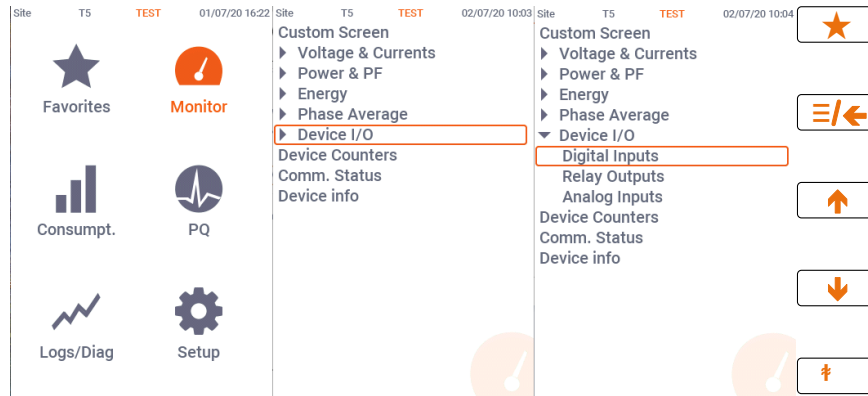 Site T5 TEST 01/07/20 16:22
Favorites Monitor
Consumpt. PQ
Logs/Diag Setup
Site T5 TEST 02/07/20 10:03
Custom Screen
Voltage & Currents
Power & PF
Energy
Phase Average
Device I/O
Device Counters
Comm. Status
Device info
Site T5 TEST 02/07/20 10:04
Custom Screen
Voltage & Currents
Power & PF
Energy
Phase Average
Device I/O
Digital Inputs
Relay Outputs
Analog Inputs
Device Counters
Comm. Status
Device info